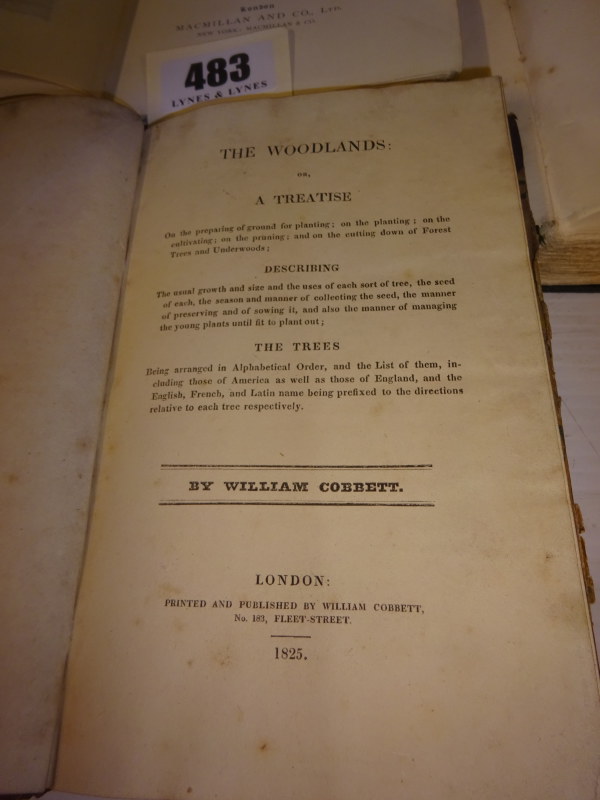 London
MACMILLAN AND CO., LTD.
NEW YORK: MACMILLAN & CO.
483
LYNES & LYNES
THE WOODLANDS:
OR,
A TREATISE
On the preparing of ground for planting; on the planting; on the
cultivating; on the pruning; and on the cutting down of Forest
Trees and Underwoods;
DESCRIBING
The usual growth and size and the uses of each sort of tree, the seed
of each, the season and manner of collecting the seed, the manner
of preserving and of sowing it, and also the manner of managing
the young plants until fit to plant out;
THE TREES
Being arranged in Alphabetical Order, and the List of them, in-
cluding those of America as well as those of England, and the
English, French, and Latin name being prefixed to the directions
relative to each tree respectively.
BY WILLIAM COBBETT.
LONDON:
PRINTED AND PUBLISHED BY WILLIAM COBBETT,
No. 183, FLEET-STREET.
1825.